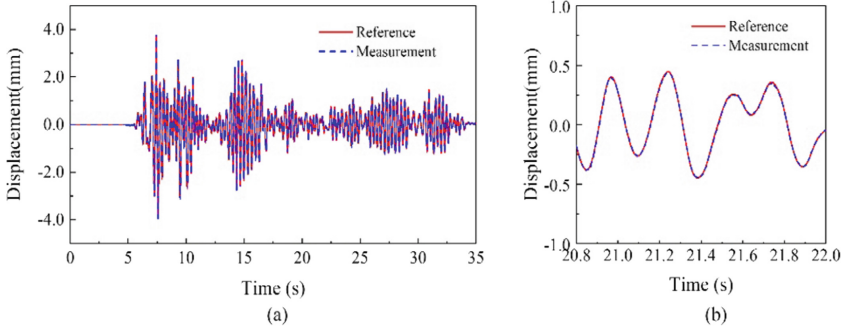 Reference
Measurement
4.0
2.0
0.0
-2.0
-4.0
Displacement(mm)
0 5 10 15 20 25 30 35
Time (s)
(a)
Reference
Measurement
1.0
0.5
0.0
-0.5
-1.0
Displacement(mm)
20.8 21.0 21.2 21.4 21.6 21.8 22.0
Time (s)
(b)